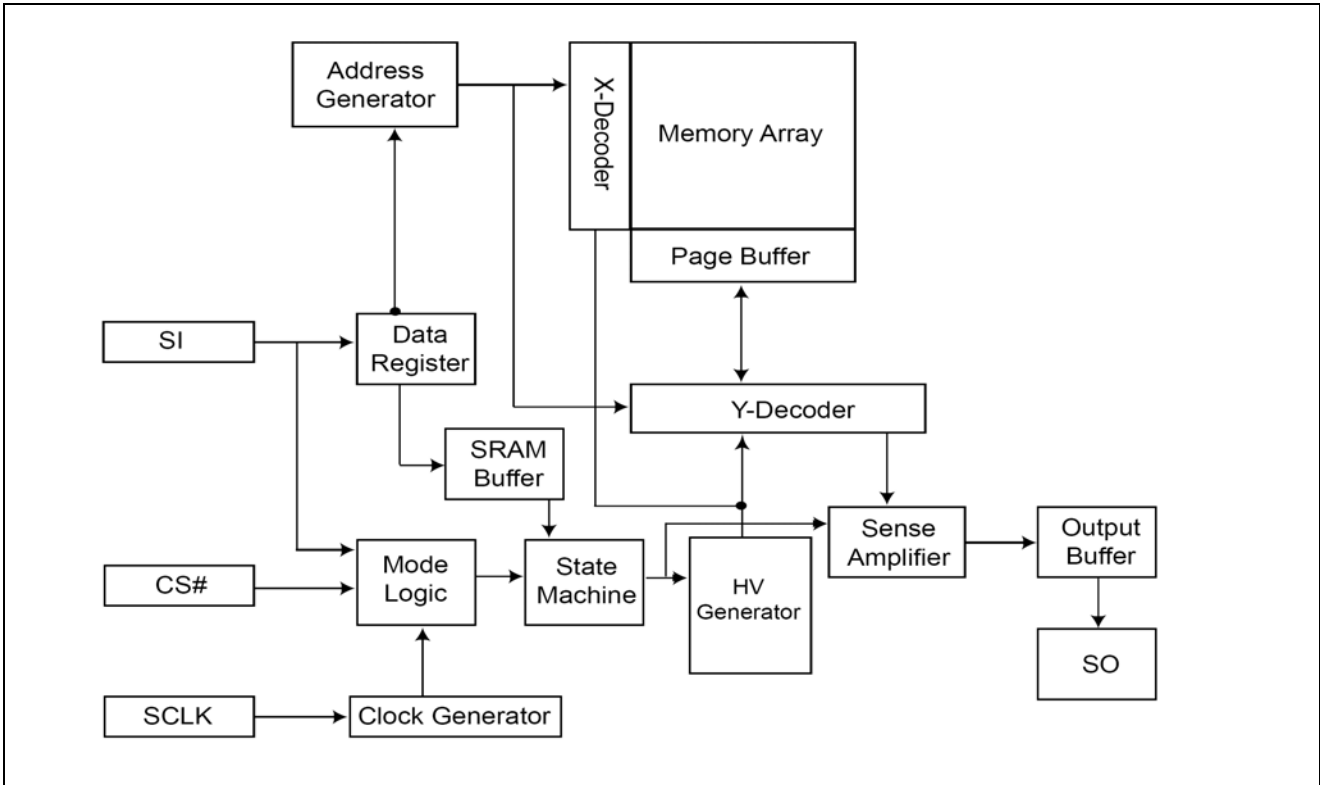 Address
Generator
X-Decoder
Memory Array
Page Buffer
SI
Data
Register
Y-Decoder
SRAM
Buffer
Sense
Amplifier
Output
Buffer
CS#
Mode
Logic
State
Machine
HV
Generator
SO
SCLK
Clock Generator